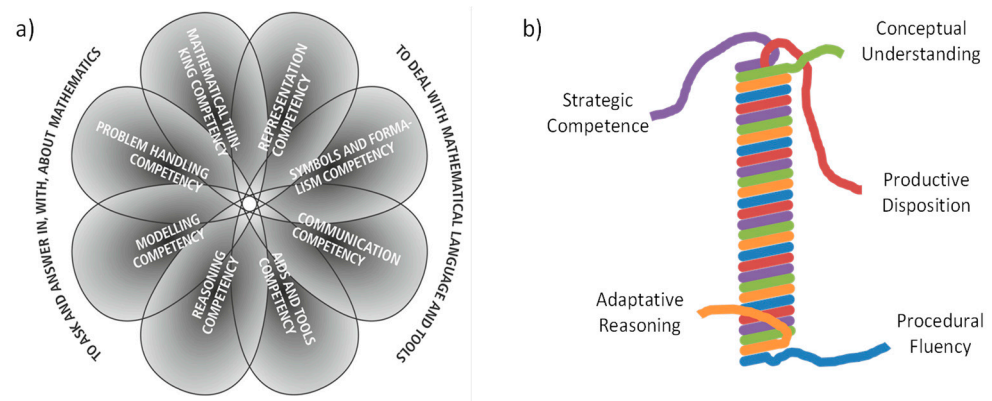 a)
TO ASK AND ANSWER IN, WITH, ABOUT MATHEMATICS
TO DEAL WITH MATHEMATICAL LANGUAGE AND TOOLS
MATHEMATICAL THIN-
KING COMPETENCY
REPRESENTATION
COMPETENCY
PROBLEM HANDLING
COMPETENCY
SYMBOLS AND FORMA-
LISM COMPETENCY
MODELLING
COMPETENCY
COMMUNICATION
COMPETENCY
REASONING
COMPETENCY
AIDS AND TOOLS
COMPETENCY
b)
Conceptual
Understanding
Strategic
Competence
Productive
Disposition
Adaptative
Reasoning
Procedural
Fluency